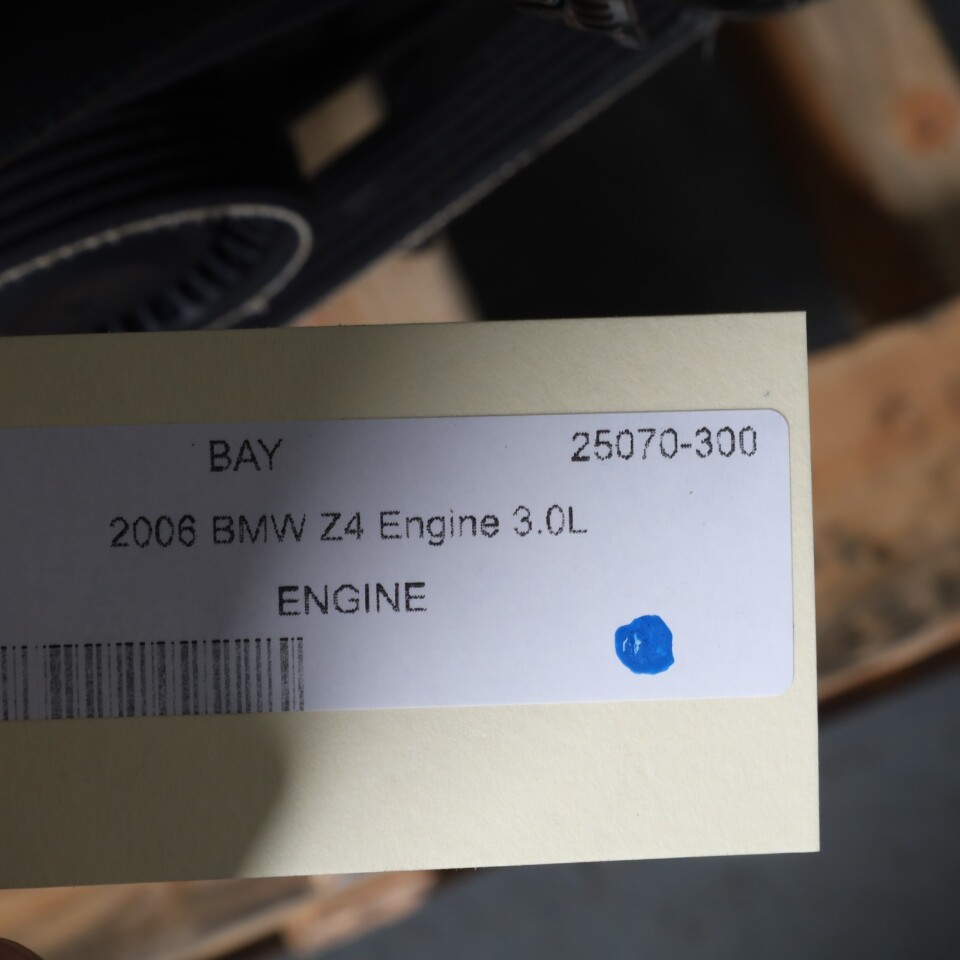 BAY 25070-300
2006 BMW Z4 Engine 3.0L
ENGINE